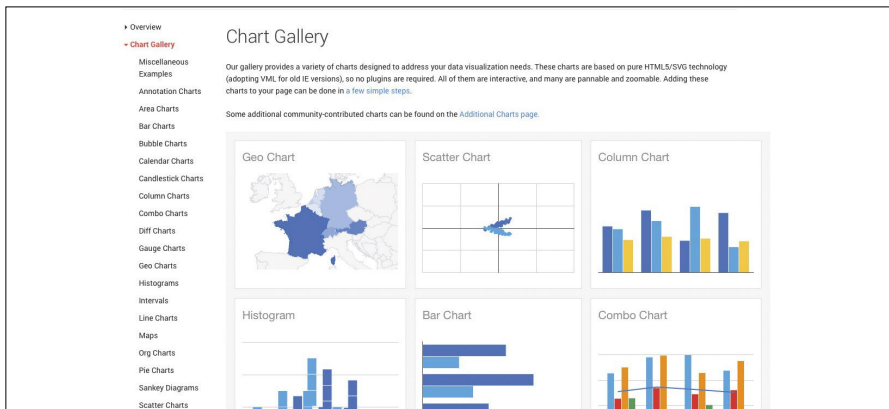 Overview
Chart Gallery
Miscellaneous
Examples
Annotation Charts
Area Charts
Bar Charts
Bubble Charts
Calendar Charts
Candlestick Charts
Column Charts
Combo Charts
Diff Charts
Gauge Charts
Geo Charts
Histograms
Intervals
Line Charts
Maps
Org Charts
Pie Charts
Sankey Diagrams
Scatter Charts
Chart Gallery
Our gallery provides a variety of charts designed to address your data visualization needs. These charts are based on pure HTML5/SVG technology
(adopting VML for old IE versions), so no plugins are required. All of them are interactive, and many are pannable and zoomable. Adding these
charts to your page can be done in a few simple steps.
Some additional community-contributed charts can be found on the Additional Charts page.
Geo Chart
Scatter Chart
Column Chart
Histogram
Bar Chart
Combo Chart